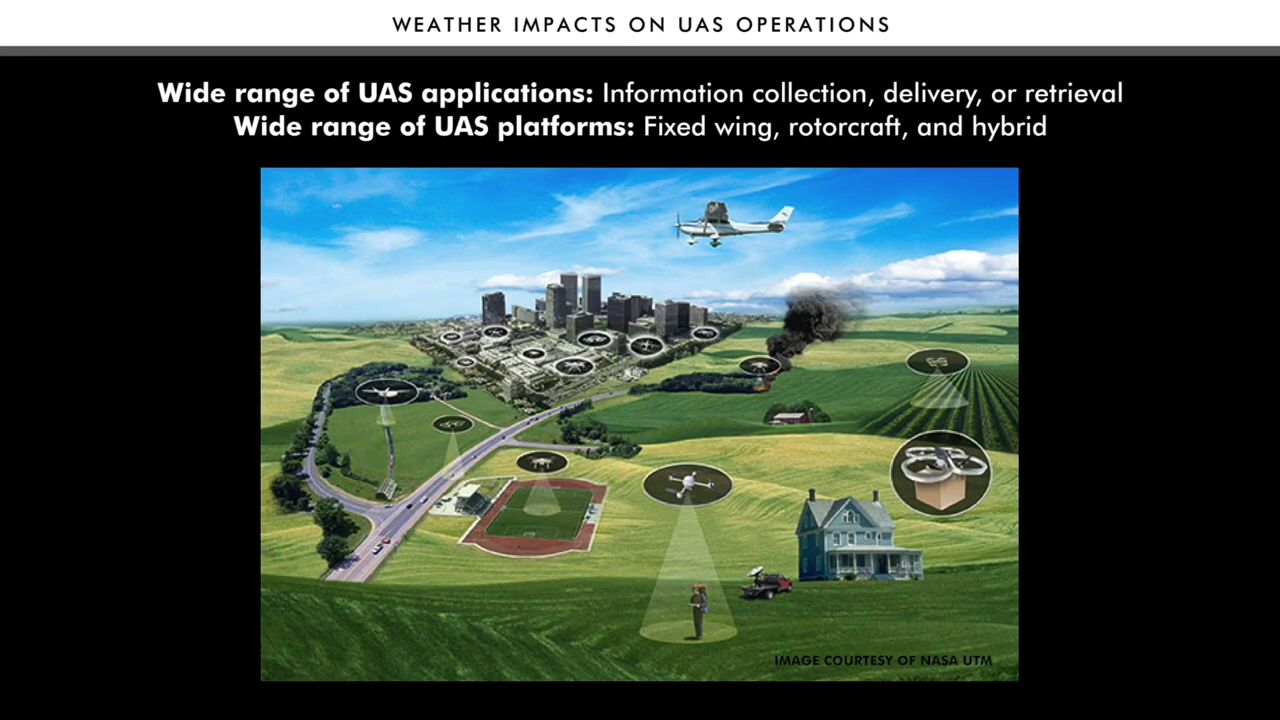 WEATHER IMPACTS ON UAS OPERATIONS
Wide range of UAS applications: Information collection, delivery, or retrieval
Wide range of UAS platforms: Fixed wing, rotorcraft, and hybrid
IMAGE COURTESY OF NASA UTM